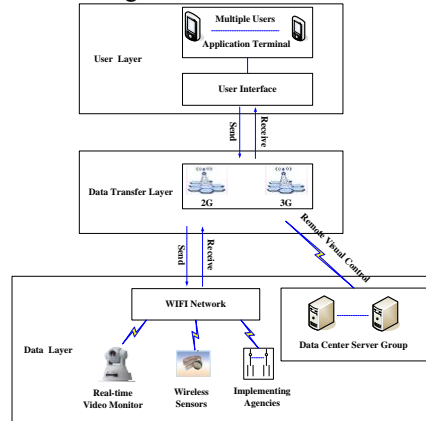 Multiple Users
Application Terminal
User Layer
User Interface
Send
Receive
Data Transfer Layer
2G
3G
Send
Receive
Remote Visual Control
WIFI Network
Data Center Server Group
Data Layer
Real-time
Video Monitor
Wireless
Sensors
Implementing
Agencies